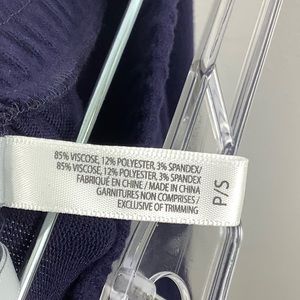 85% VISCOSE, 12% POLYESTER, 3% SPANDEX/
85% VISCOSE, 12% POLYESTER, 3% SPANDEX
FABRIQUÉ EN CHINE / MADE IN CHINA
GARNITURES NON COMPRISES /
EXCLUSIVE OF TRIMMING
P/S